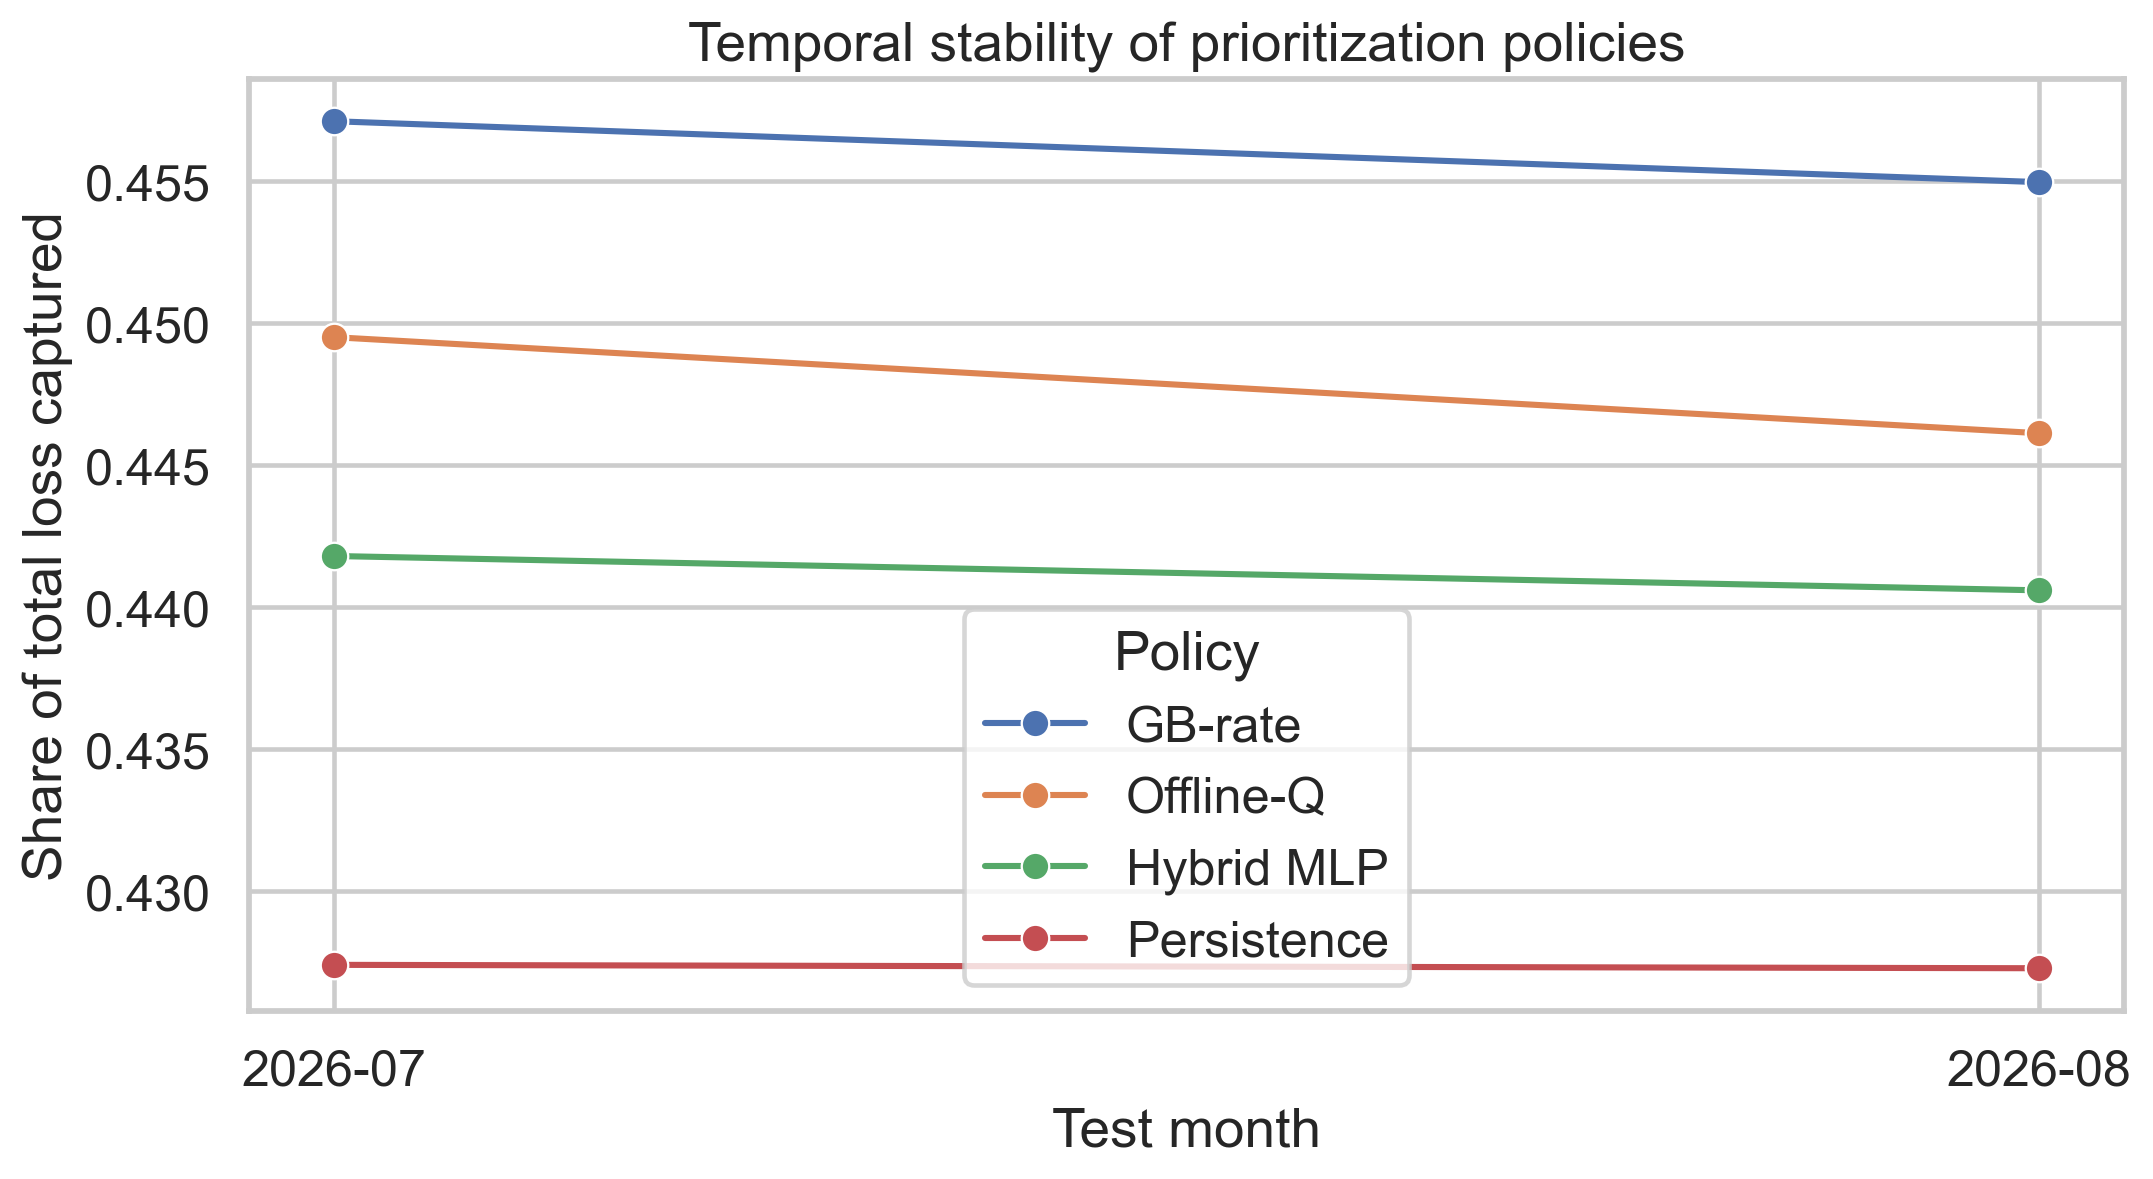 Temporal stability of prioritization policies
Share of total loss captured
0.455
0.450
0.445
0.440
0.435
0.430
Policy
GB-rate
Offline-Q
Hybrid MLP
Persistence
2026-07
2026-08
Test month